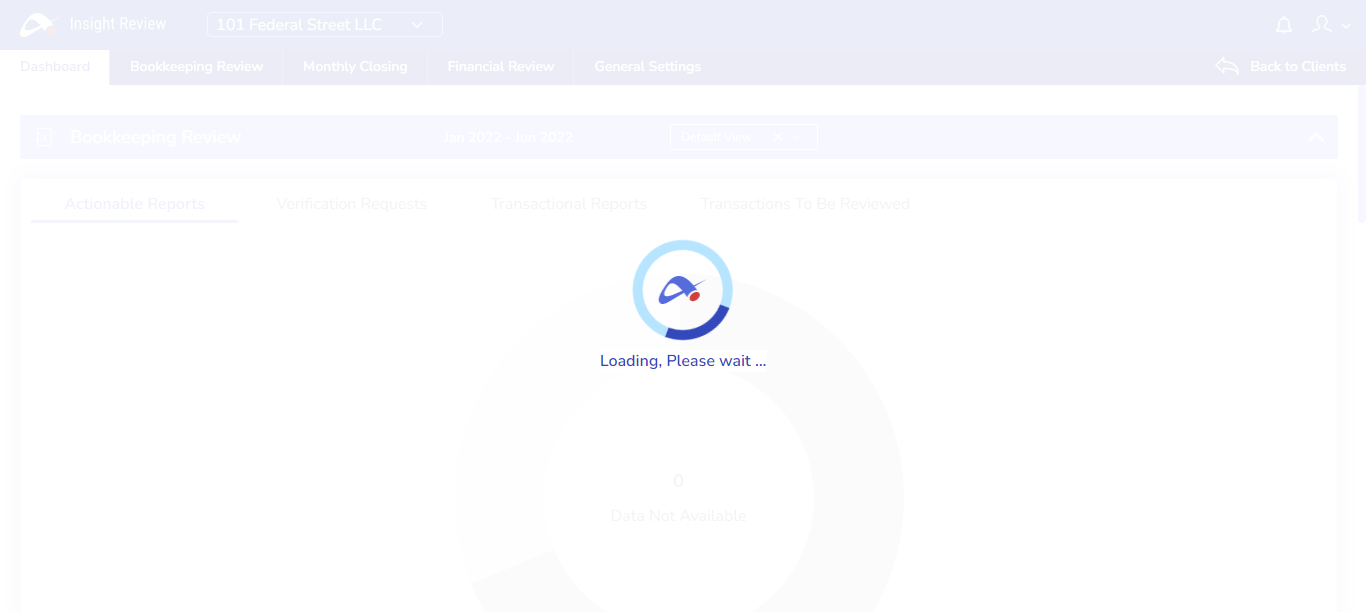 Insight Review
101 Federal Street LLC
Dashboard
Bookkeeping Review
Monthly Closing
Financial Review
General Settings
Back to Clients
Bookkeeping Review
Jan 2022 - Jun 2022
Default View
Actionable Reports
Verification Requests
Transactional Reports
Transactions To Be Reviewed
Loading, Please wait ...
0
Data Not Available